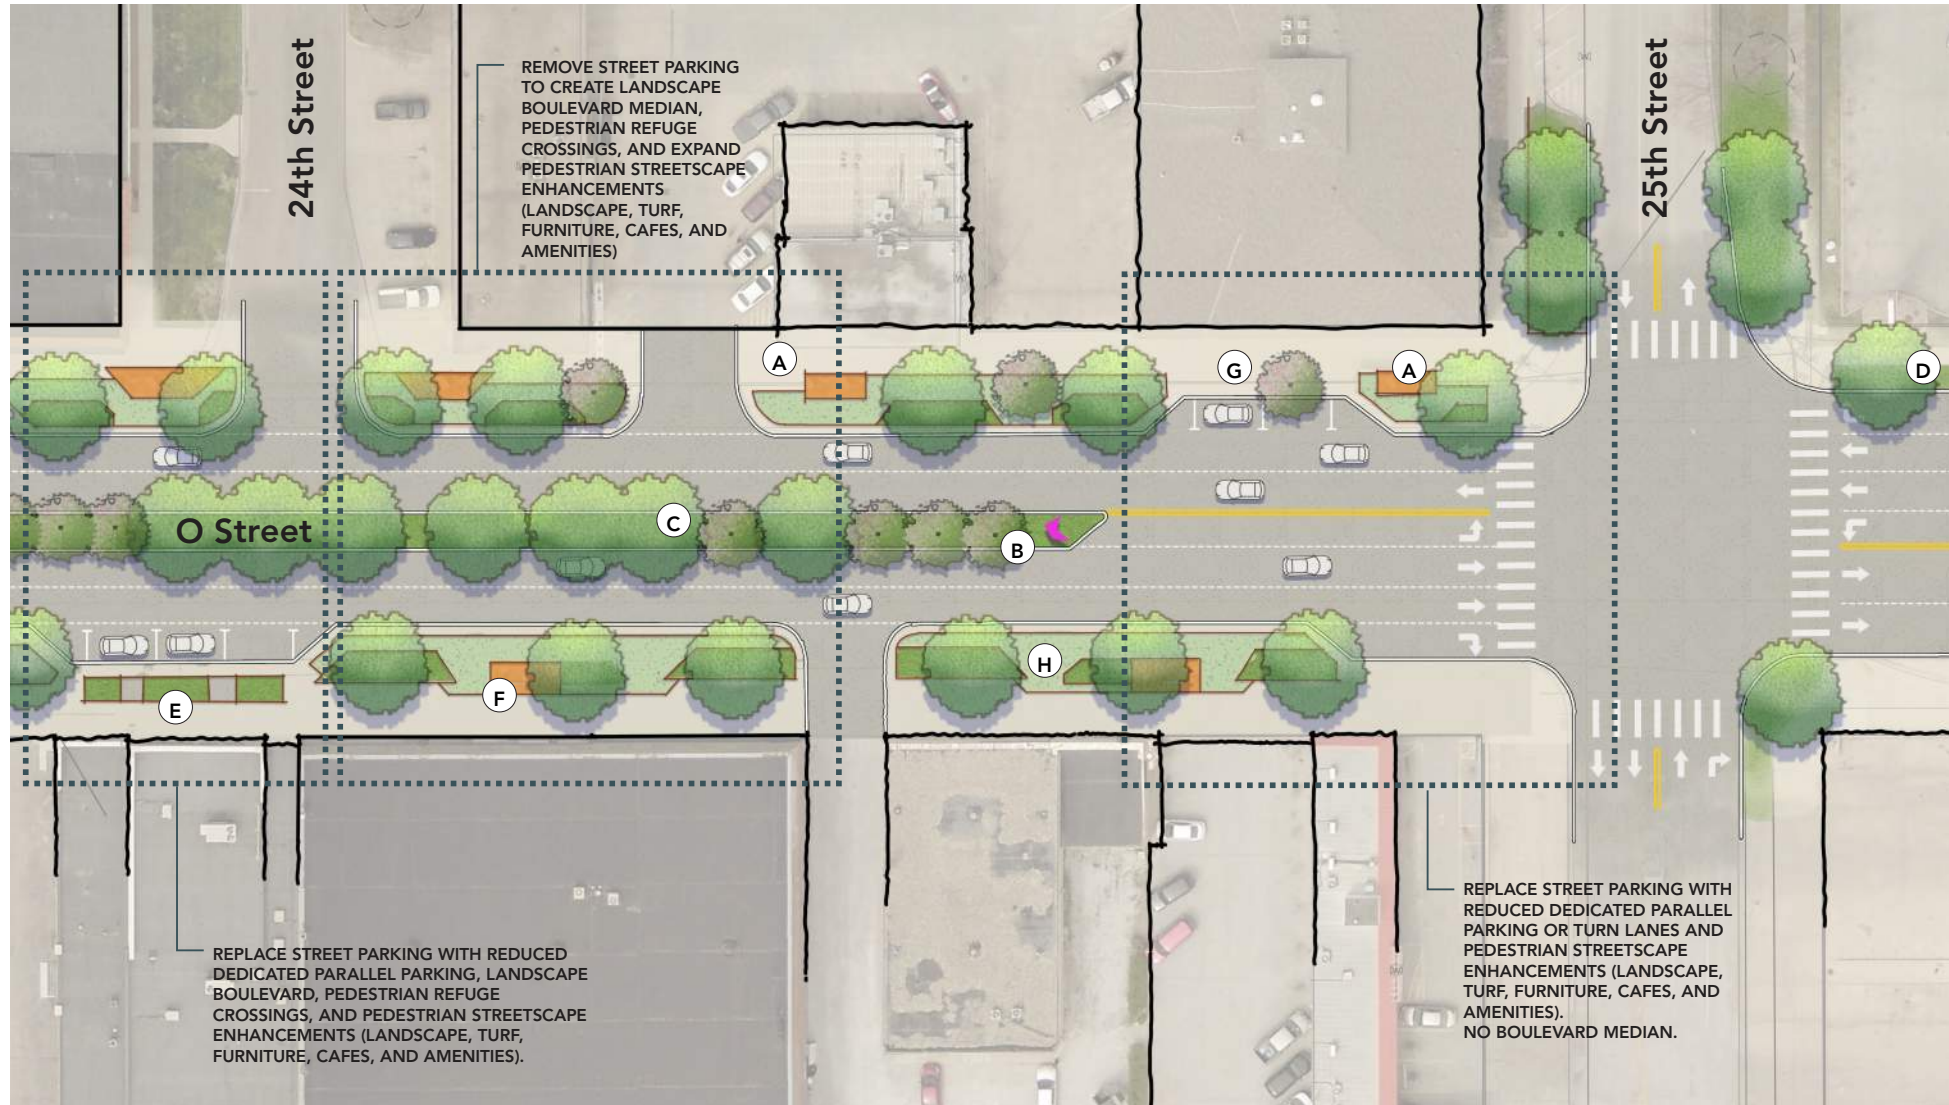 24th Street
REMOVE STREET PARKING
TO CREATE LANDSCAPE
BOULEVARD MEDIAN,
PEDESTRIAN REFUGE
CROSSINGS, AND EXPAND
PEDESTRIAN STREETSCAPE
ENHANCEMENTS
(LANDSCAPE, TURF,
FURNITURE, CAFES, AND
AMENITIES)
25th Street
A
G
A
D
O Street
C
B
E
F
H
REPLACE STREET PARKING WITH REDUCED
DEDICATED PARALLEL PARKING, LANDSCAPE
BOULEVARD, PEDESTRIAN REFUGE
CROSSINGS, AND PEDESTRIAN STREETSCAPE
ENHANCEMENTS (LANDSCAPE, TURF,
FURNITURE, CAFES, AND AMENITIES).
REPLACE STREET PARKING WITH
REDUCED DEDICATED PARALLEL
PARKING OR TURN LANES AND
PEDESTRIAN STREETSCAPE
ENHANCEMENTS (LANDSCAPE,
TURF, FURNITURE, CAFES, AND
AMENITIES).
NO BOULEVARD MEDIAN.